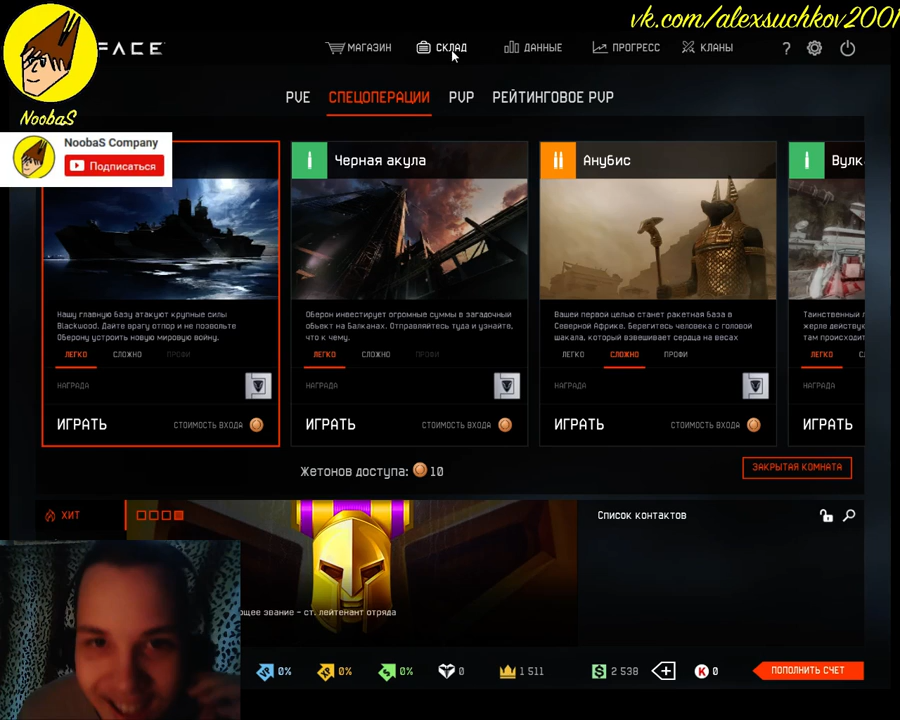 vk.com/alexsuchkov2001
FACE
МАГАЗИН
СКЛАД
ДАННЫЕ
ПРОГРЕСС
КЛАНЫ
?
NoobaS
PVE
СПЕЦОПЕРАЦИИ
PVP
РЕЙТИНГОВОЕ PVP
NoobaS Company
Подписаться
Черная акула
Анубис
Вулк
Нашу главную базу атакуют крупные силы
Blackwood. Дайте врагу отпор и не позвольте
Оберону устроить новую мировую войну.
ЛЕГКО
СЛОЖНО
ПРОФИ
НАГРАДА
ИГРАТЬ
СТОИМОСТЬ ВХОДА
Оберон инвестирует огромные суммы в загадочный
объект на Балканах. Отправляйтесь туда и узнайте,
что к чему.
ЛЕГКО
СЛОЖНО
ПРОФИ
НАГРАДА
ИГРАТЬ
СТОИМОСТЬ ВХОДА
Вашей первой целью станет ракетная база в
Северной Африке. Берегитесь человека с головой
шакала, который взвешивает сердца на весах
ЛЕГКО
СЛОЖНО
ПРОФИ
НАГРАДА
ИГРАТЬ
СТОИМОСТЬ ВХОДА
Таинственный
жерле действу
там происходит
ЛЕГКО
СЛ
НАГРАДА
ИГРАТЬ
Жетонов доступа: 10
ЗАКРЫТАЯ КОМНАТА
ХИТ
Список контактов
ющее звание - ст. лейтенант отряда
0%
0%
0%
0
1 511
2 538
K 0
ПОПОЛНИТЬ СЧЕТ